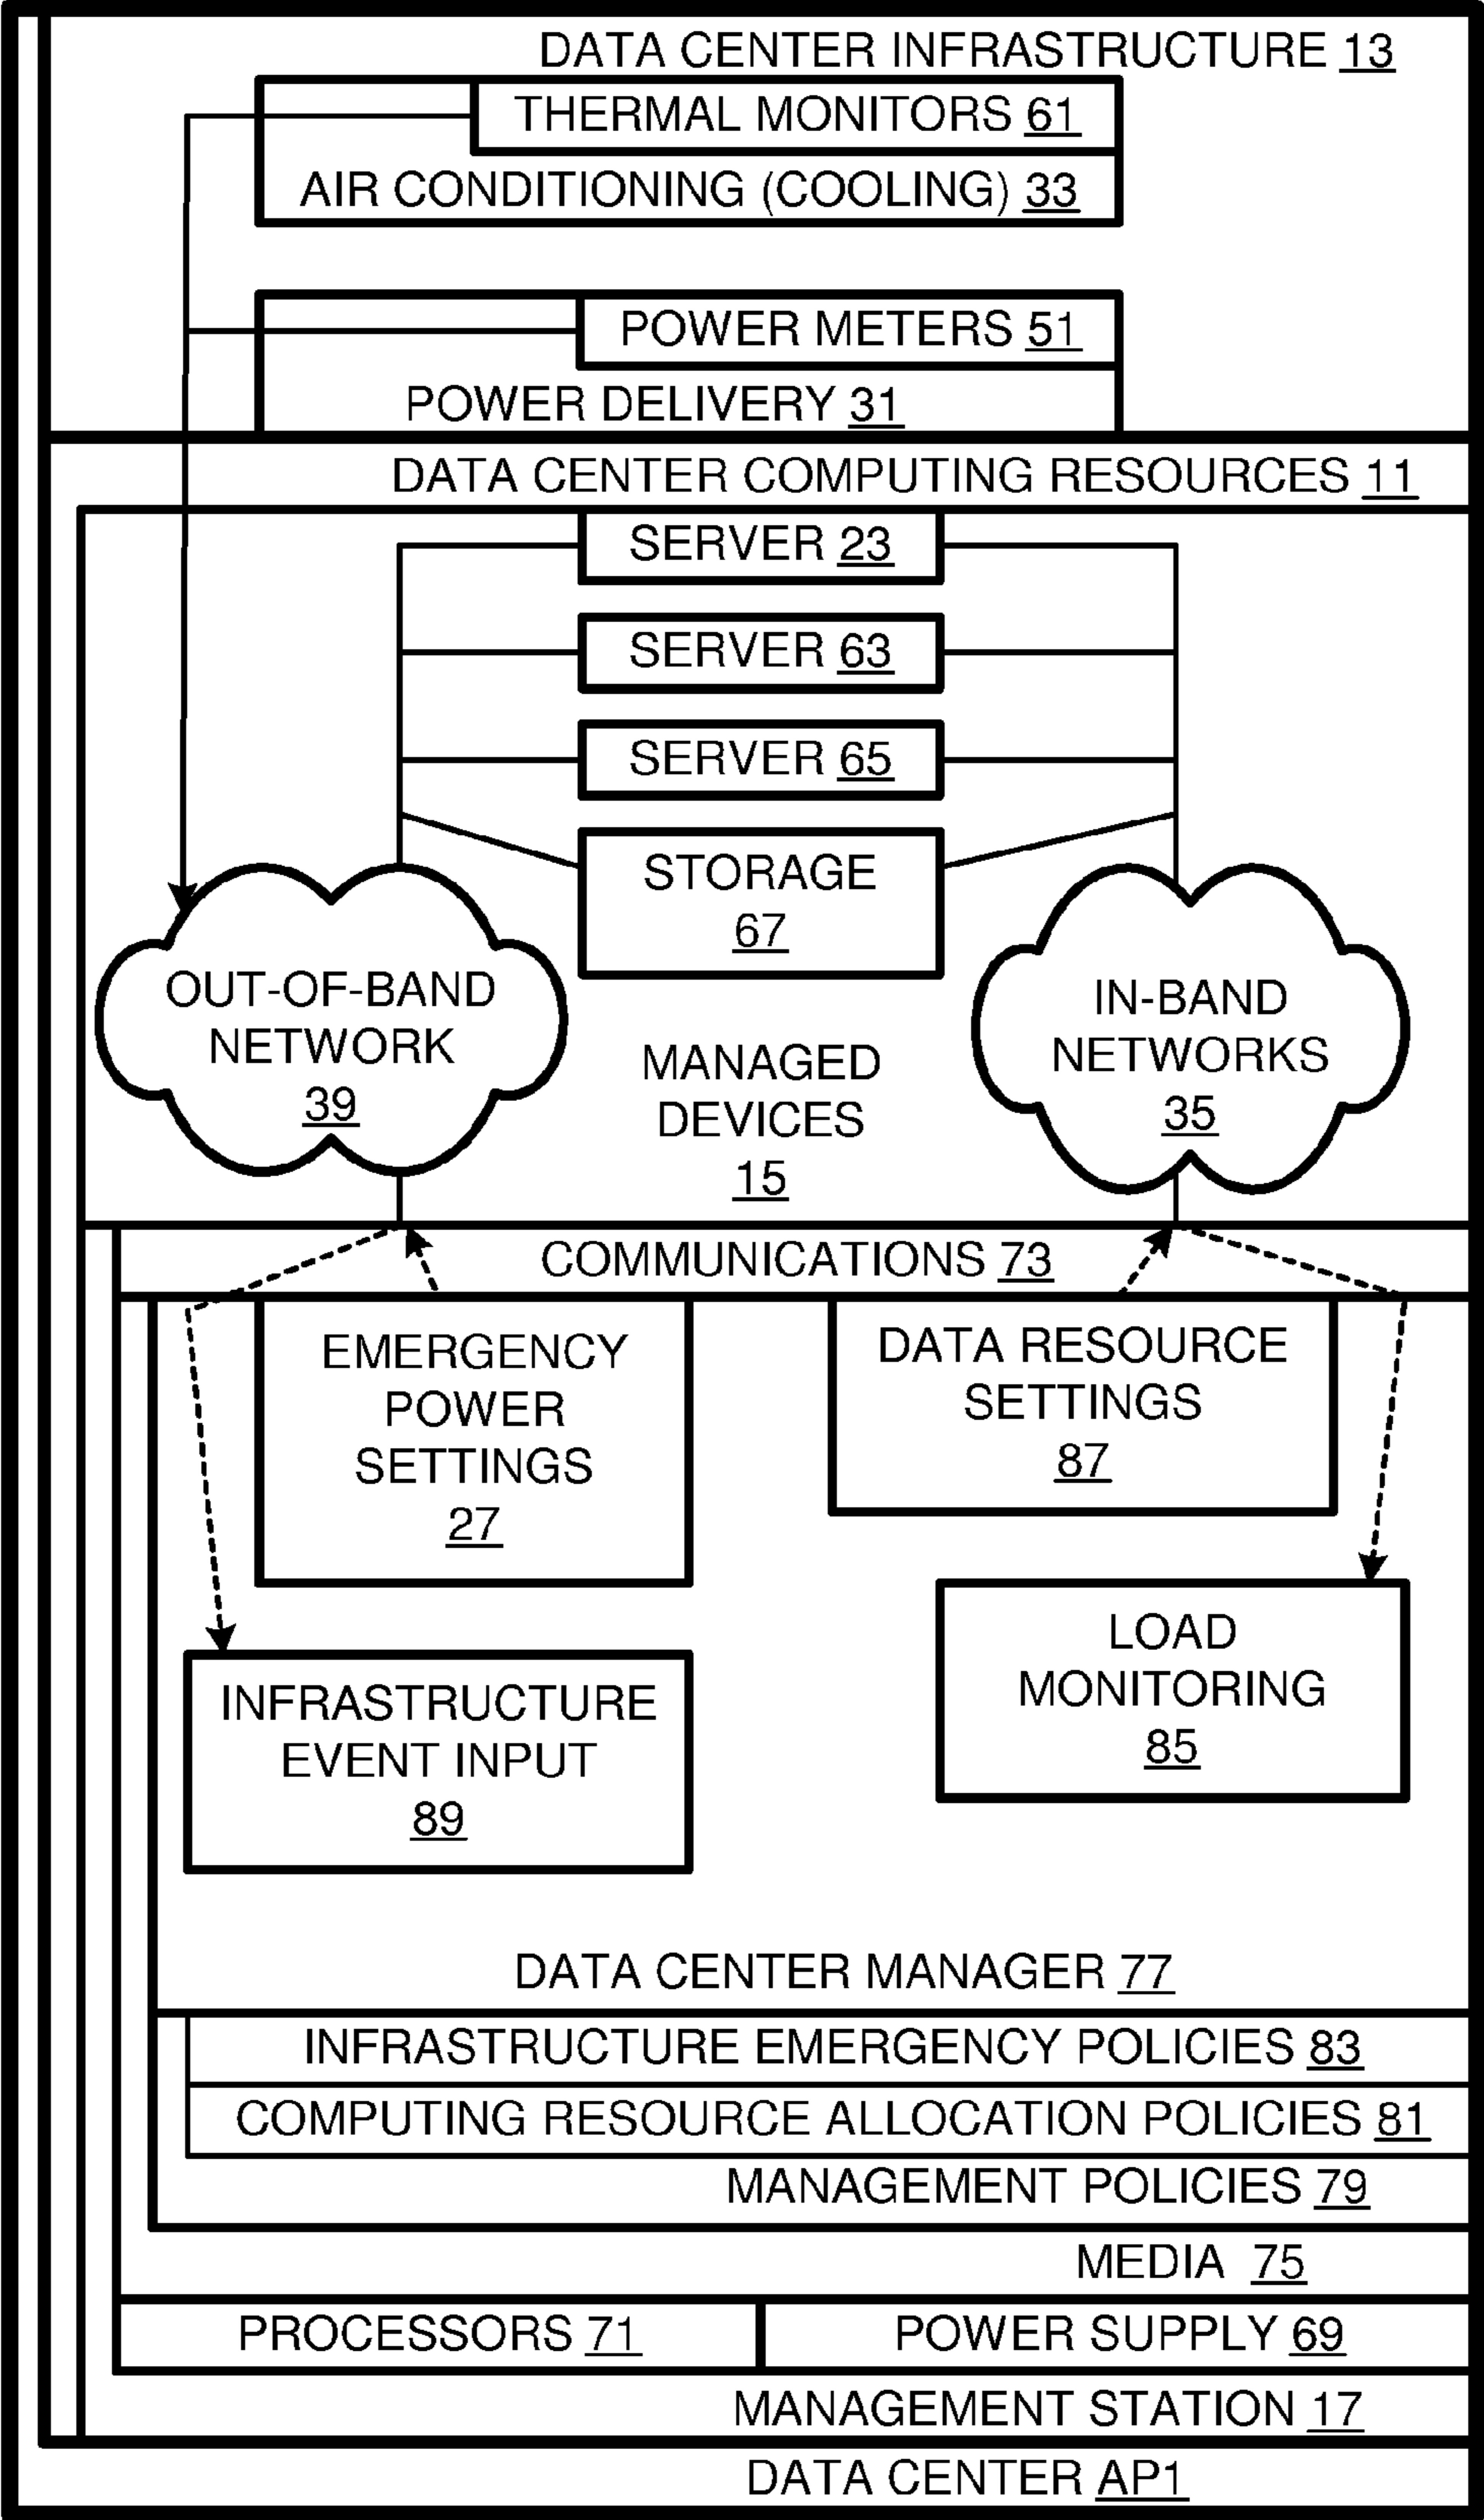 DATA CENTER INFRASTRUCTURE 13
THERMAL MONITORS 61
AIR CONDITIONING (COOLING) 33
POWER METERS 51
POWER DELIVERY 31
DATA CENTER COMPUTING RESOURCES 11
SERVER 23
SERVER 63
SERVER 65
STORAGE
67
OUT-OF-BAND
NETWORK
39
IN-BAND
NETWORKS
35
MANAGED
DEVICES
15
COMMUNICATIONS 73
EMERGENCY
POWER
SETTINGS
27
DATA RESOURCE
SETTINGS
87
INFRASTRUCTURE
EVENT INPUT
89
LOAD
MONITORING
85
DATA CENTER MANAGER 77
INFRASTRUCTURE EMERGENCY POLICIES 83
COMPUTING RESOURCE ALLOCATION POLICIES 81
MANAGEMENT POLICIES 79
MEDIA 75
PROCESSORS 71
POWER SUPPLY 69
MANAGEMENT STATION 17
DATA CENTER AP1